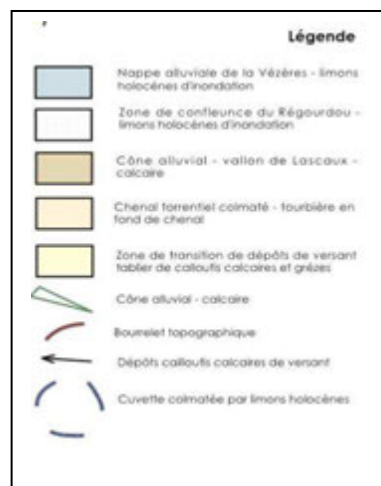 Légende
Nappe alluviale de la Vézères - limons
holocènes d'inondation
Zone de confleunce du Régourdou -
limons holocènes d'inondation
Cône alluvial - vallon de Lascaux -
calcaire
Chenal torrentiel colmaté - tourbière en
fond de chenal
Zone de transition de dépôts de versant
tablier de cailloutis calcaires et grèzes
Cône alluvial - calcaire
Bourrelet topographique
Dépôts cailloutis calcaires de versant
Cuvette colmatée par limons holocènes